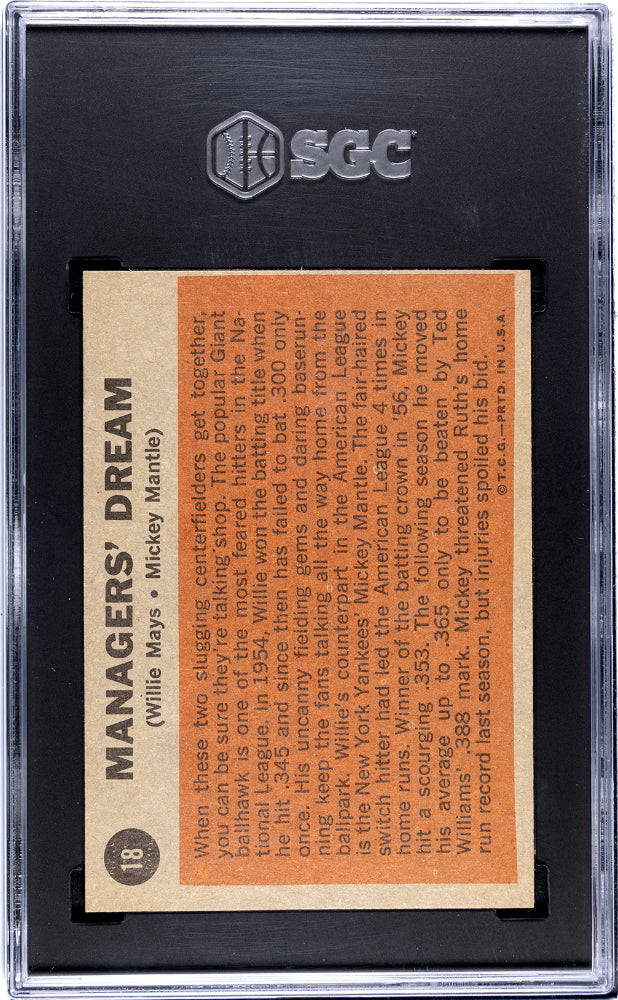 SGC
18
MANAGERS' DREAM
(Willie Mays • Mickey Mantle)
When these two slugging centerfielders get together,
you can be sure they're talking shop. The popular Giant
ballhawk is one of the most feared hitters in the Na-
tional League. In 1954, Willie won the batting title when
he hit .345 and since then has failed to bat .300 only
once. His uncanny fielding gems and daring baserun-
ning keep the fans talking all the way home from the
ballpark. Willie's counterpart in the American League
is the New York Yankees' Mickey Mantle. The fair-haired
switch hitter had led the American League 4 times in
home runs. Winner of the batting crown in '56, Mickey
hit a scourging .353. The following season he moved
his average up to .365 only to be beaten by Ted
Williams' .388 mark. Mickey threatened Ruth's home
run record last season, but injuries spoiled his bid.
© T.C.G.—PRTD. IN U.S.A.